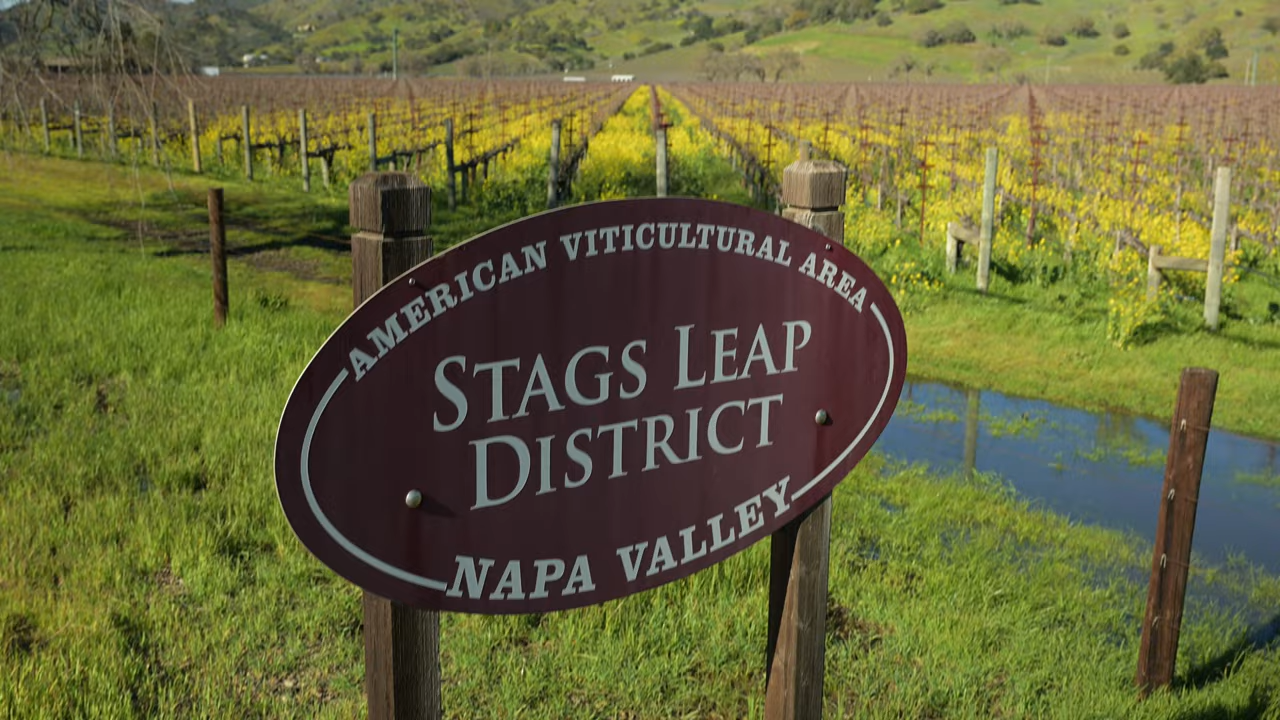 AMERICAN VITICULTURAL AREA
STAGS LEAP
DISTRICT
NAPA VALLEY